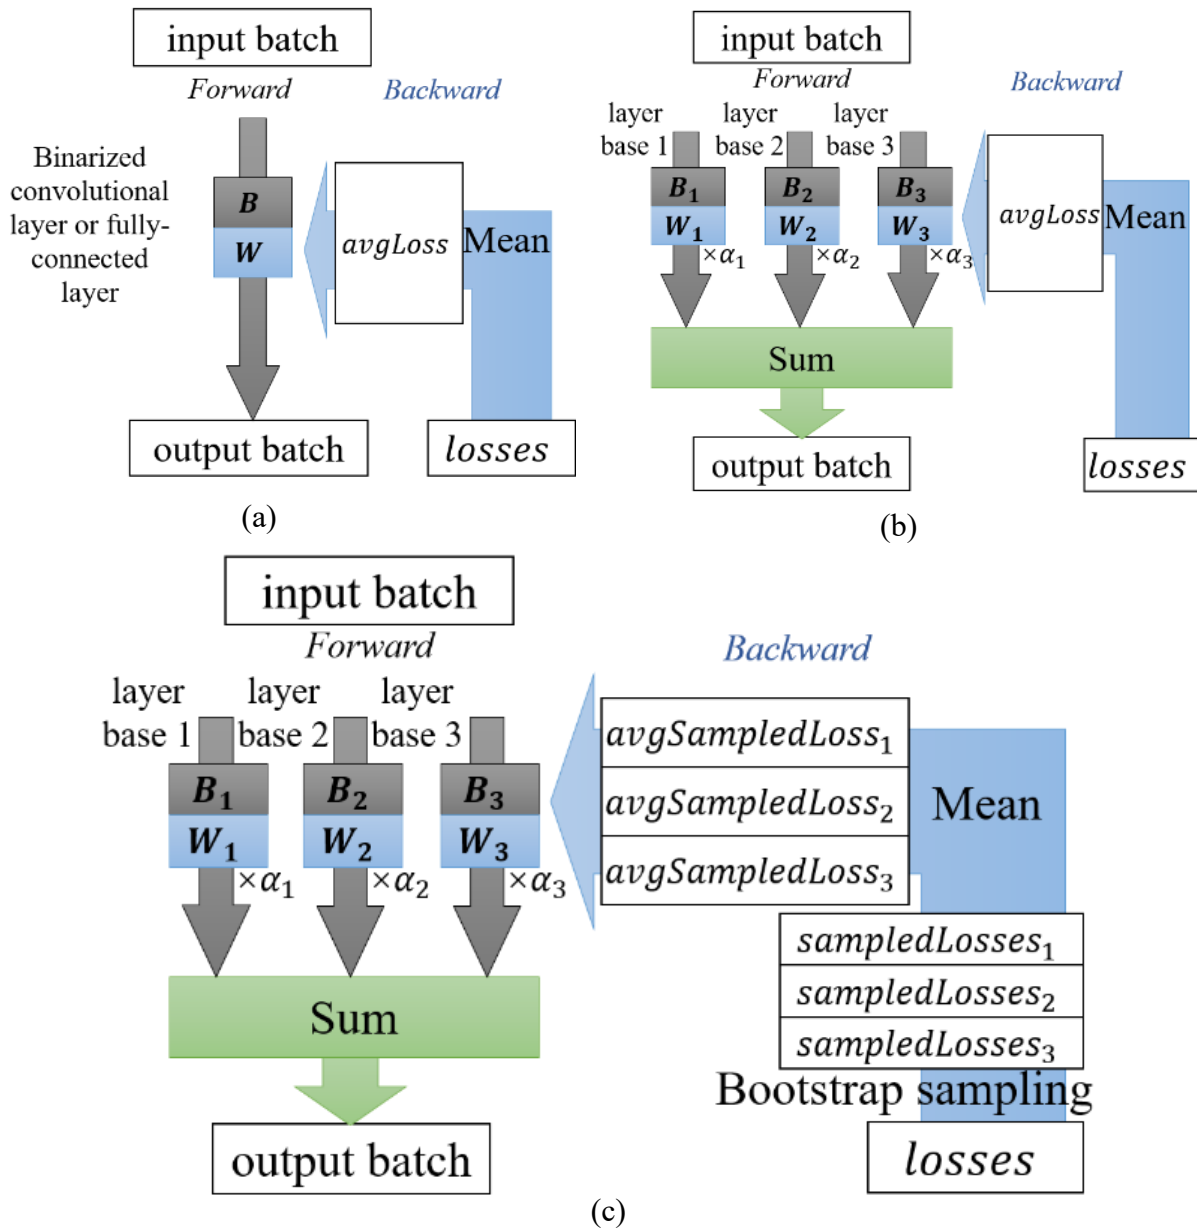 input batch
Forward
Backward
Binarized
convolutional
layer or fully-
connected
layer
B
W
avgLoss
Mean
output batch
losses
(a)
input batch
Forward
Backward
layer
base 1
layer
base 2
layer
base 3
B₁
B₂
B₃
W₁
W₂
W₃
×α₁
×α₂
×α₃
avgLoss
Mean
Sum
output batch
losses
(b)
input batch
Forward
Backward
layer
base 1
layer
base 2
layer
base 3
B₁
B₂
B₃
W₁
W₂
W₃
×α₁
×α₂
×α₃
avgSampledLoss₁
avgSampledLoss₂
avgSampledLoss₃
Mean
sampledLosses₁
sampledLosses₂
sampledLosses₃
Bootstrap sampling
losses
Sum
output batch
(c)